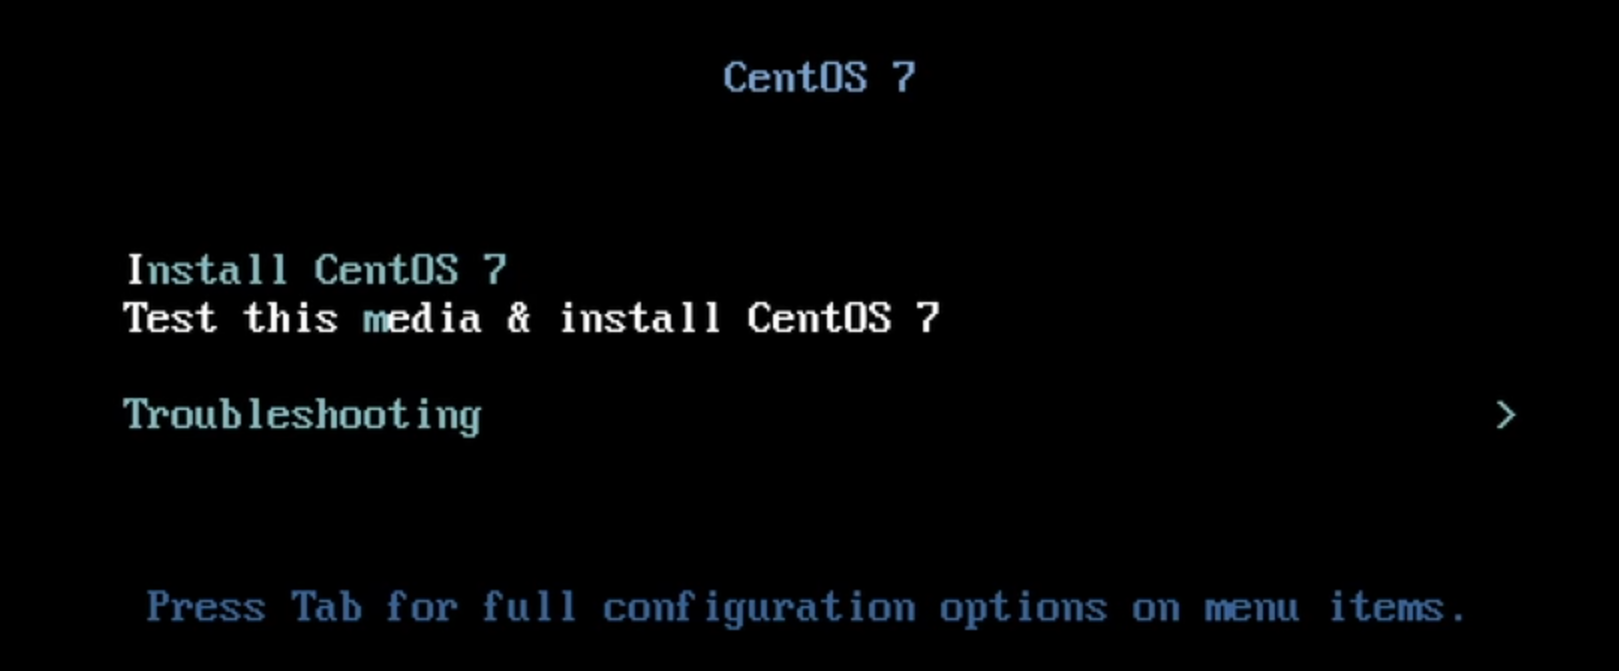 CentOS 7
Install CentOS 7
Test this media & install CentOS 7
Troubleshooting >
Press Tab for full configuration options on menu items.